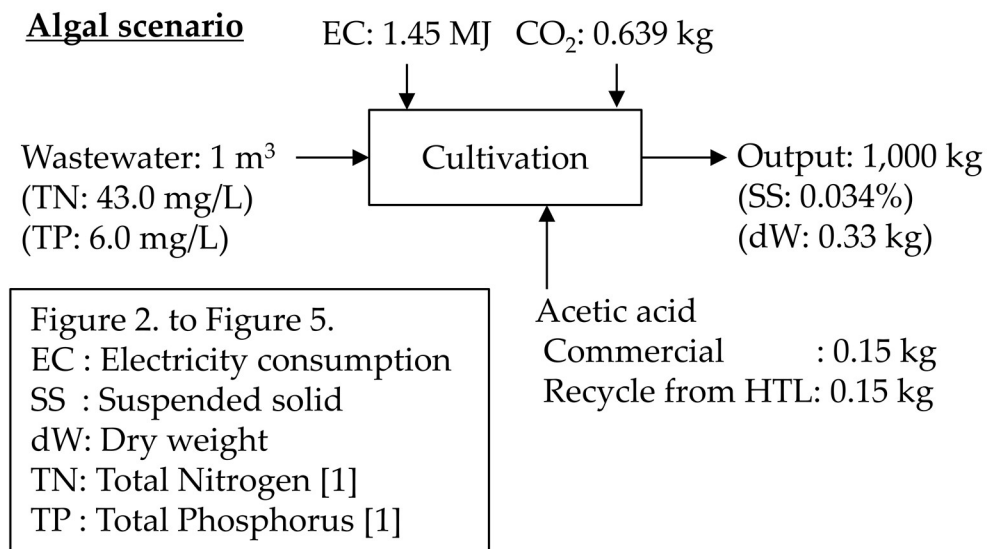 Algal scenario
EC: 1.45 MJ CO₂: 0.639 kg
Wastewater: 1 m³
(TN: 43.0 mg/L)
(TP: 6.0 mg/L)
Cultivation
Output: 1,000 kg
(SS: 0.034%)
(dW: 0.33 kg)
Acetic acid
Commercial : 0.15 kg
Recycle from HTL: 0.15 kg
Figure 2. to Figure 5.
EC : Electricity consumption
SS : Suspended solid
dW: Dry weight
TN: Total Nitrogen [1]
TP : Total Phosphorus [1]